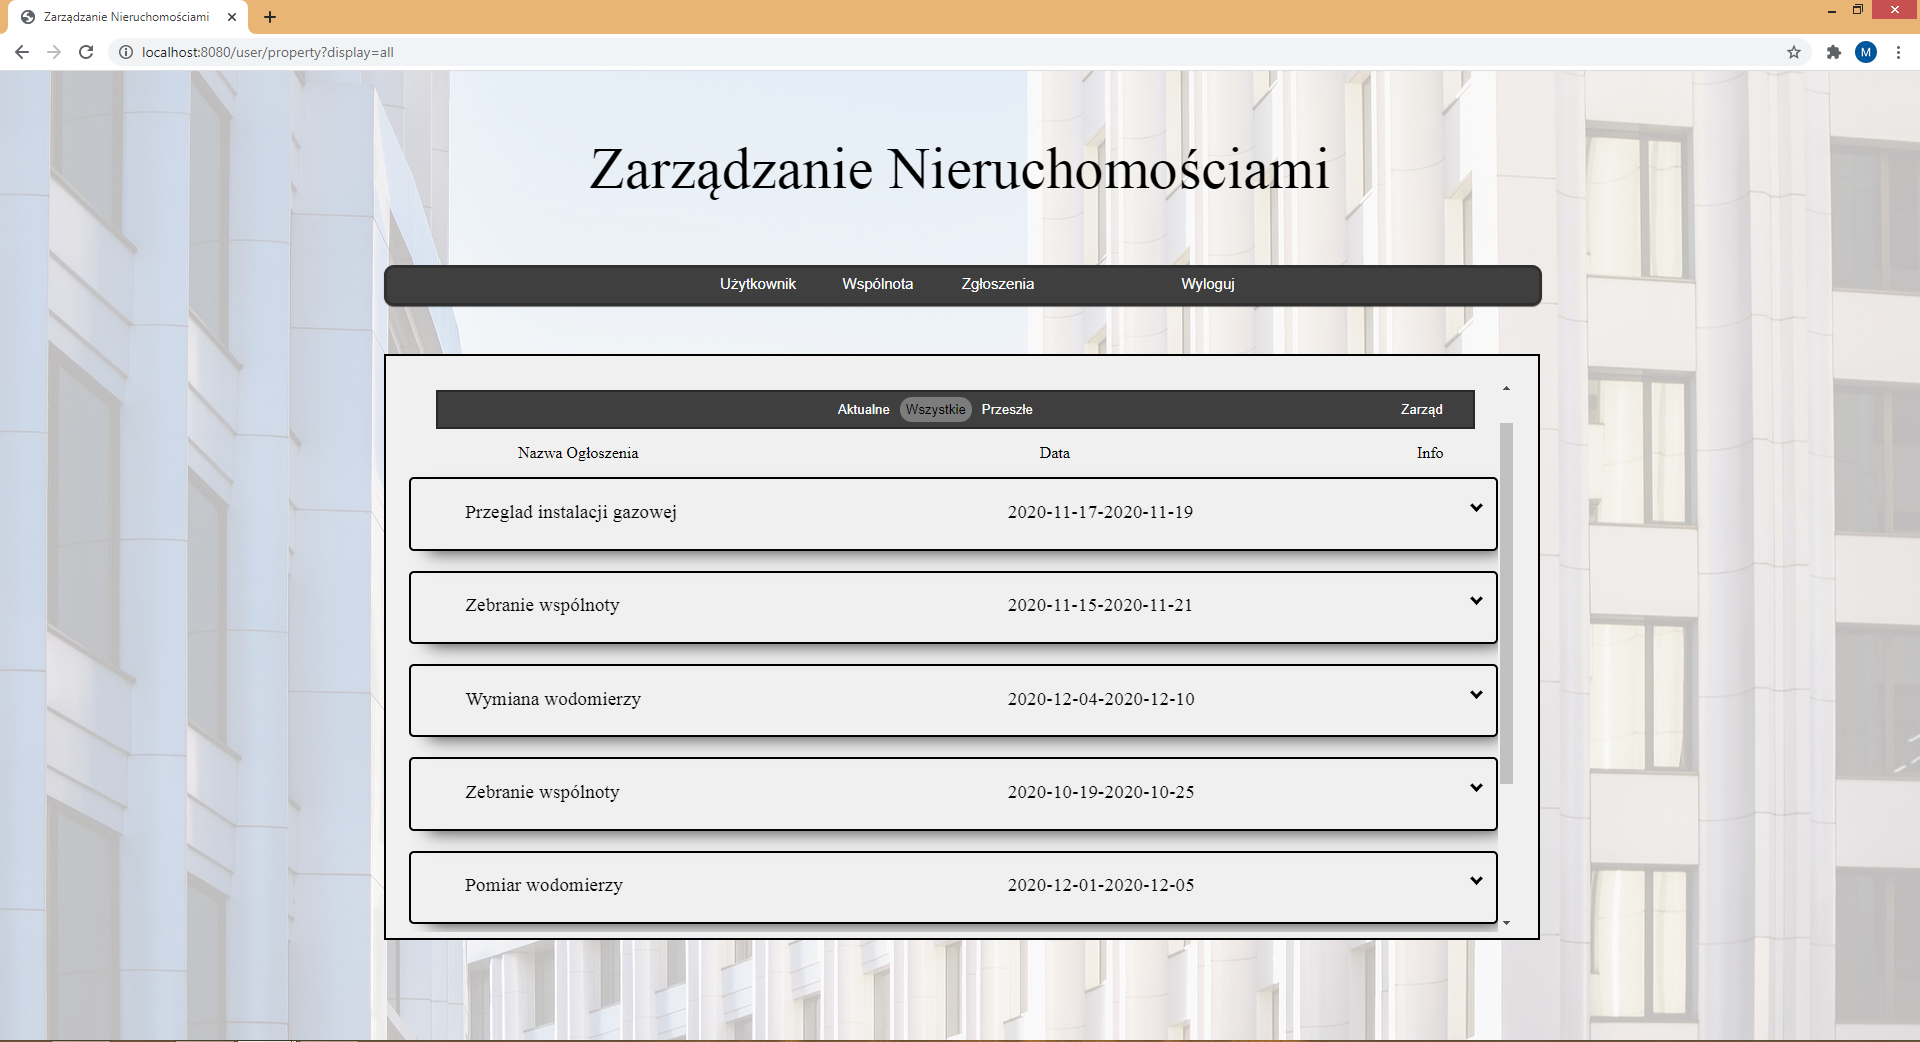 Zarządzanie Nieruchomościami
localhost:8080/user/property?display=all
M
Zarządzanie Nieruchomościami
Użytkownik Wspólnota Zgłoszenia Wyloguj
Aktualne Wszystkie Przeszłe Zarząd
Nazwa Ogłoszenia Data Info
Przeglad instalacji gazowej 2020-11-17-2020-11-19
Zebranie wspólnoty 2020-11-15-2020-11-21
Wymiana wodomierzy 2020-12-04-2020-12-10
Zebranie wspólnoty 2020-10-19-2020-10-25
Pomiar wodomierzy 2020-12-01-2020-12-05